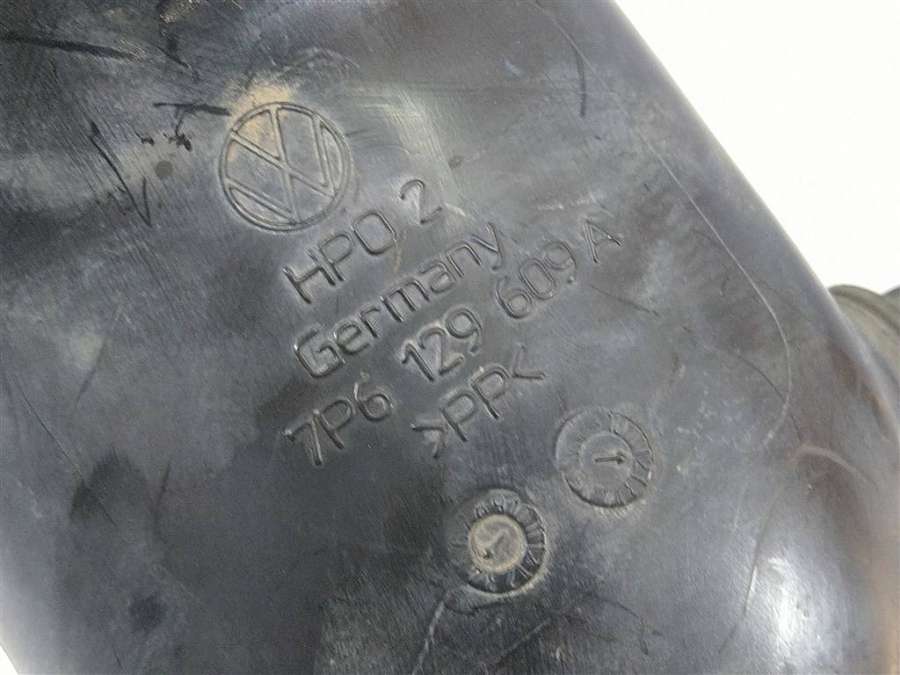 HPO 2
Germany
7P6 129 609 A
>PP<